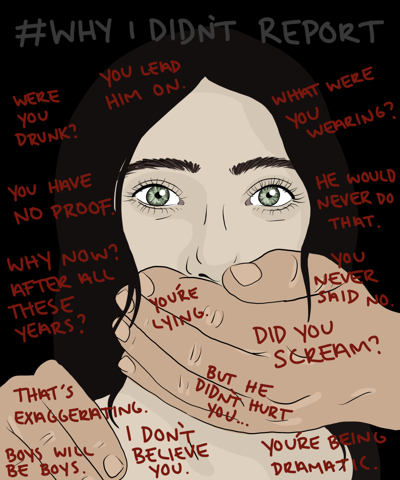 #WHY I DIDN'T REPORT
YOU LEAD
HIM ON.
WERE
YOU
DRUNK?
WHAT WERE
YOU
WEARING?
YOU HAVE
NO PROOF.
HE WOULD
NEVER DO
THAT.
WHY NOW?
AFTER ALL
THESE
YEARS?
YOU
NEVER
SAID NO.
YOU'RE
LYING.
DID YOU
SCREAM?
BUT HE
DIDN'T HURT
YOU...
THAT'S
EXAGGERATING.
BOYS WILL
BE BOYS.
I DON'T
BELIEVE
YOU.
YOU'RE BEING
DRAMATIC.